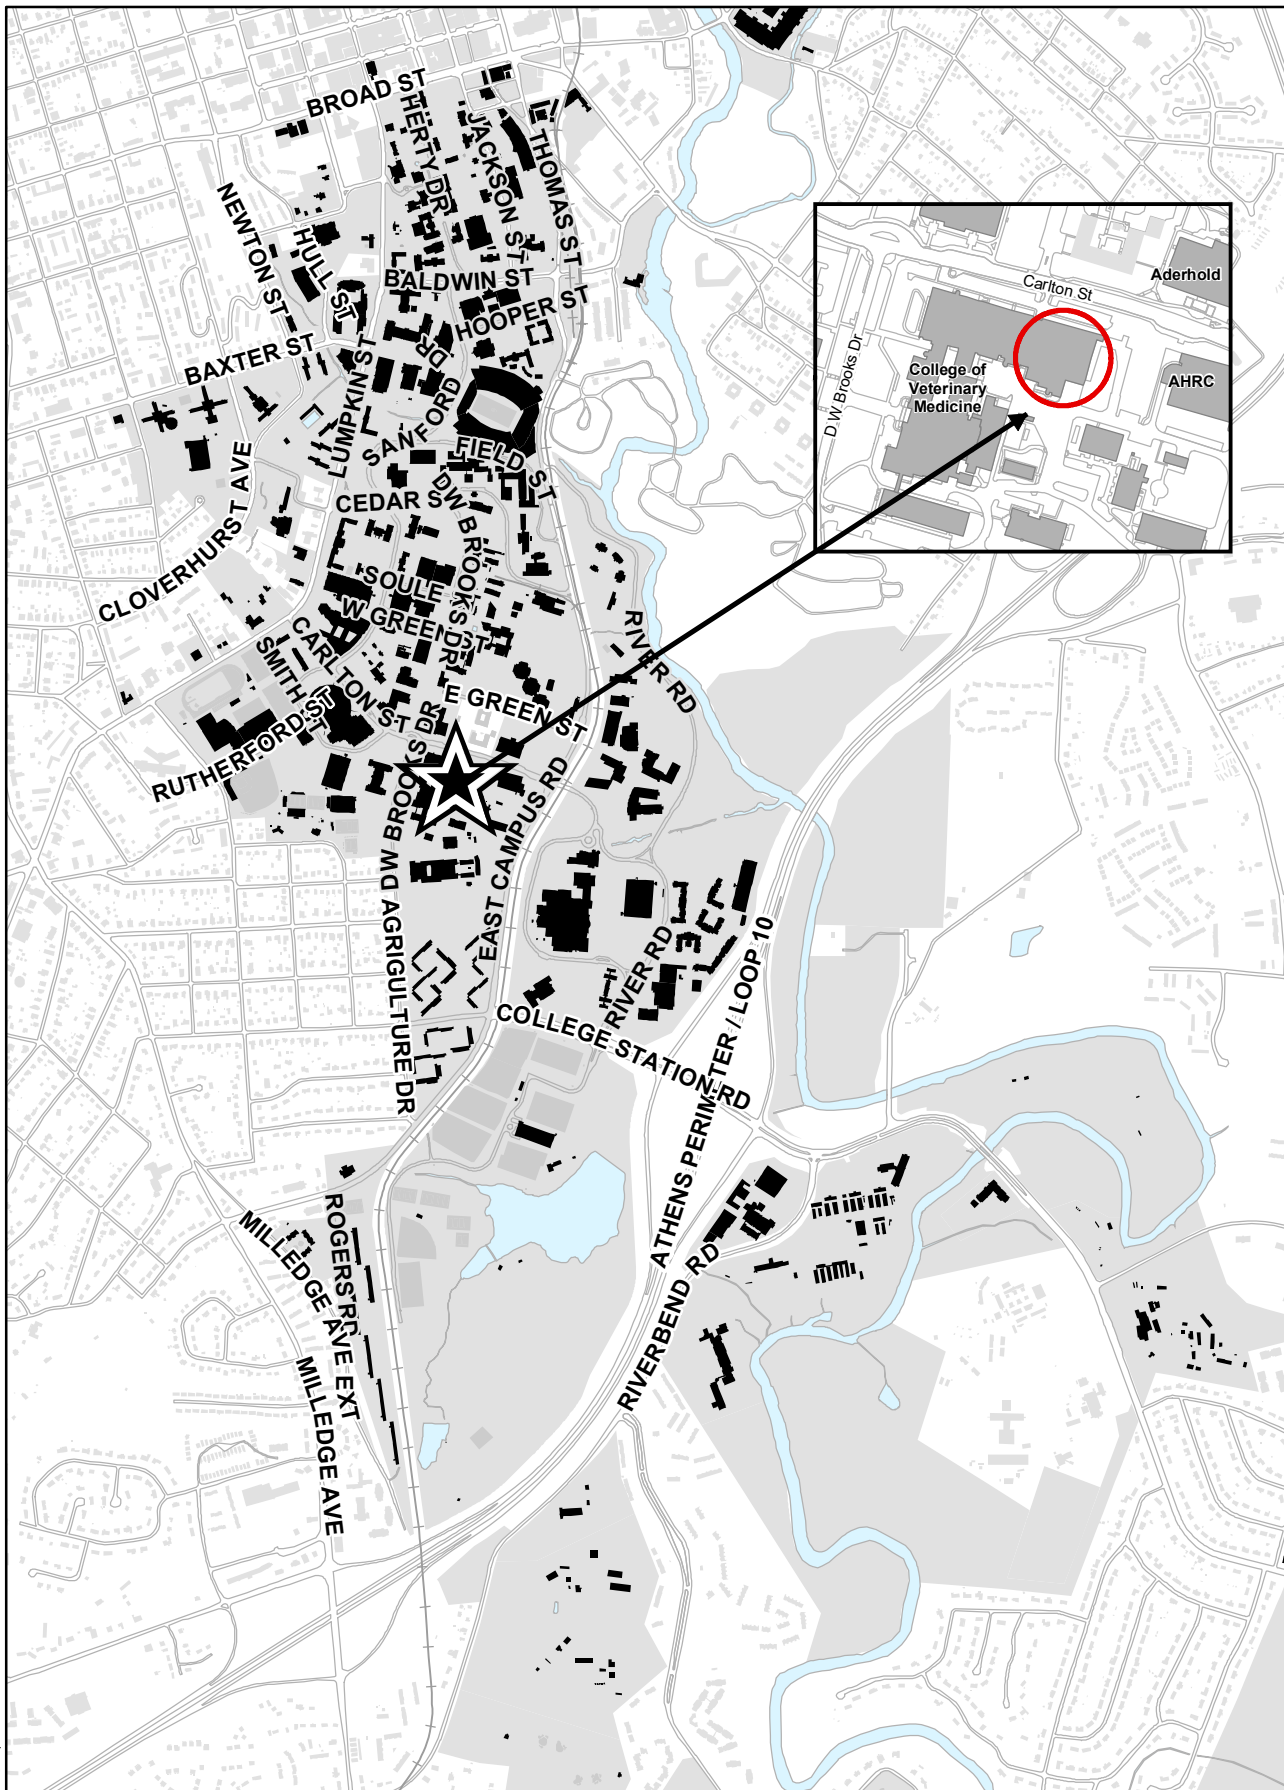 BROAD ST
HERTY DR
JACKSON ST
THOMAS ST
NEWTON ST
HULL ST
BALDWIN ST
HOOPER ST
BAXTER ST
LUMPKIN ST
SANFORD DR
FIELD ST
CLOVERHURST AVE
CEDAR S
DW BROOKS DR
SOULE
W GREEN ST
CARLTON ST
SMITH ST
RUTHERFORD ST
E GREEN ST
RIVER RD
DW BROOKS DR
EAST CAMPUS RD
AGRIGULTURE DR
RIVER RD
COLLEGE STATION RD
ATHENS PERIMETER / LOOP 10
RIVERBEND RD
ROGERS RD
MILLEDGE AVE EXT
MILLEDGE AVE
Aderhold
Carlton St
D W Brooks Dr
College of
Veterinary
Medicine
AHRC